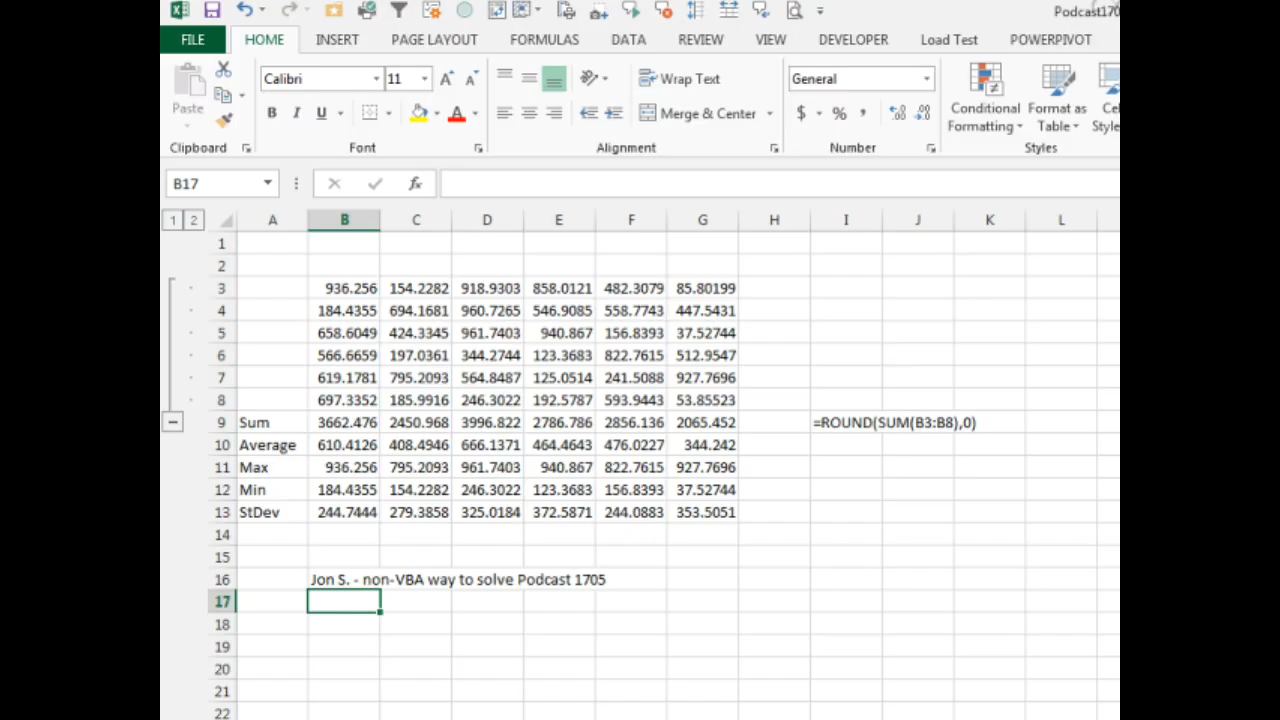 Podcast170
FILE HOME INSERT PAGE LAYOUT FORMULAS DATA REVIEW VIEW DEVELOPER Load Test POWERPIVOT
Calibri 11 Wrap Text General
Paste B I U Merge & Center $ % , Conditional Formatting Format as Table
Clipboard Font Alignment Number Styles
B17 fx
1 2 A B C D E F G H I J K L
1
2
3 936.256 154.2282 918.9303 858.0121 482.3079 85.80199
4 184.4355 694.1681 960.7265 546.9085 558.7743 447.5431
5 658.6049 424.3345 961.7403 940.867 156.8393 37.52744
6 566.6659 197.0361 344.2744 123.3683 822.7615 512.9547
7 619.1781 795.2093 564.8487 125.0514 241.5088 927.7696
8 697.3352 185.9916 246.3022 192.5787 593.9443 53.85523
9 Sum 3662.476 2450.968 3996.822 2786.786 2856.136 2065.452 =ROUND(SUM(B3:B8),0)
10 Average 610.4126 408.4946 666.1371 464.4643 476.0227 344.242
11 Max 936.256 795.2093 961.7403 940.867 822.7615 927.7696
12 Min 184.4355 154.2282 246.3022 123.3683 156.8393 37.52744
13 StDev 244.7444 279.3858 325.0184 372.5871 244.0883 353.5051
14
15
16 Jon S. - non-VBA way to solve Podcast 1705
17
18
19
20
21
22